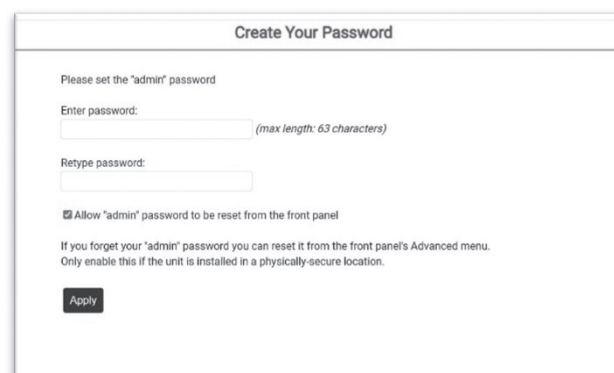 Create Your Password
Please set the "admin" password
Enter password:
(max length: 63 characters)
Retype password:
Allow "admin" password to be reset from the front panel
If you forget your "admin" password you can reset it from the front panel's Advanced menu.
Only enable this if the unit is installed in a physically-secure location.
Apply